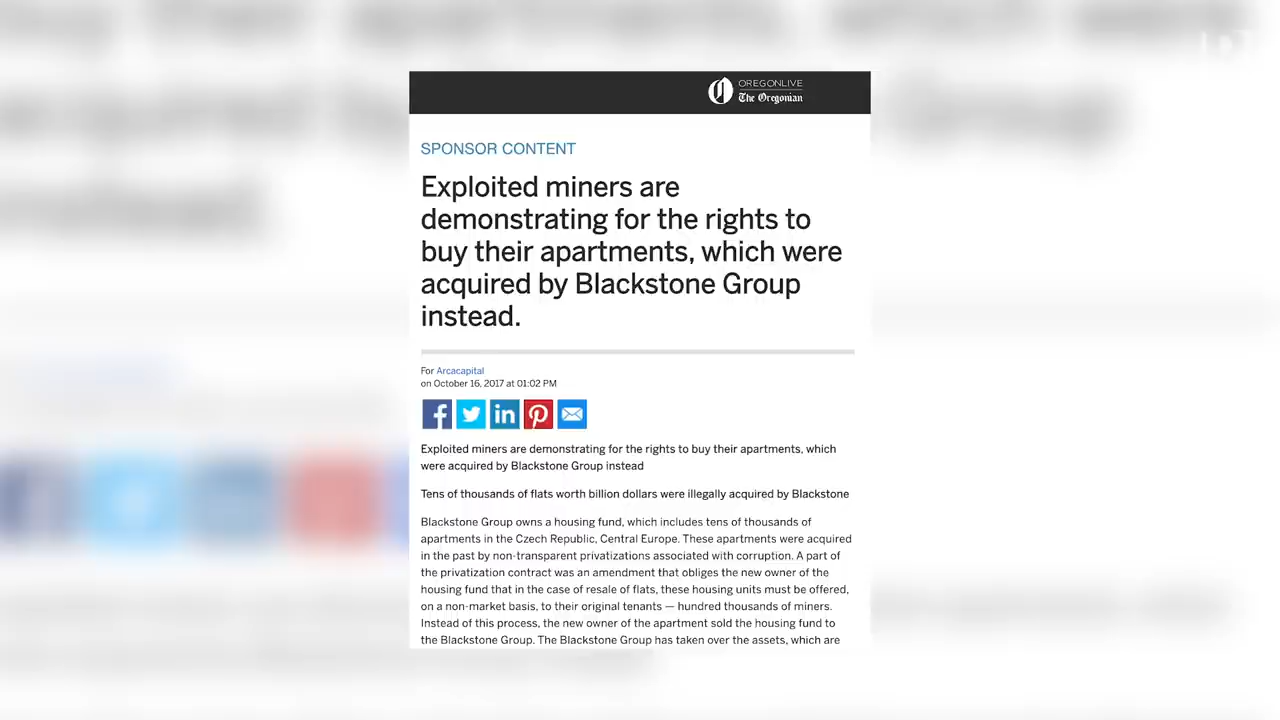 OREGONLIVE
The Oregonian
SPONSOR CONTENT
Exploited miners are
demonstrating for the rights to
buy their apartments, which were
acquired by Blackstone Group
instead.
For Arcacapital
on October 16, 2017 at 01:02 PM
Exploited miners are demonstrating for the rights to buy their apartments, which
were acquired by Blackstone Group instead
Tens of thousands of flats worth billion dollars were illegally acquired by Blackstone
Blackstone Group owns a housing fund, which includes tens of thousands of
apartments in the Czech Republic, Central Europe. These apartments were acquired
in the past by non-transparent privatizations associated with corruption. A part of
the privatization contract was an amendment that obliges the new owner of the
housing fund that in the case of resale of flats, these housing units must be offered,
on a non-market basis, to their original tenants — hundred thousands of miners.
Instead of this process, the new owner of the apartment sold the housing fund to
the Blackstone Group. The Blackstone Group has taken over the assets, which are